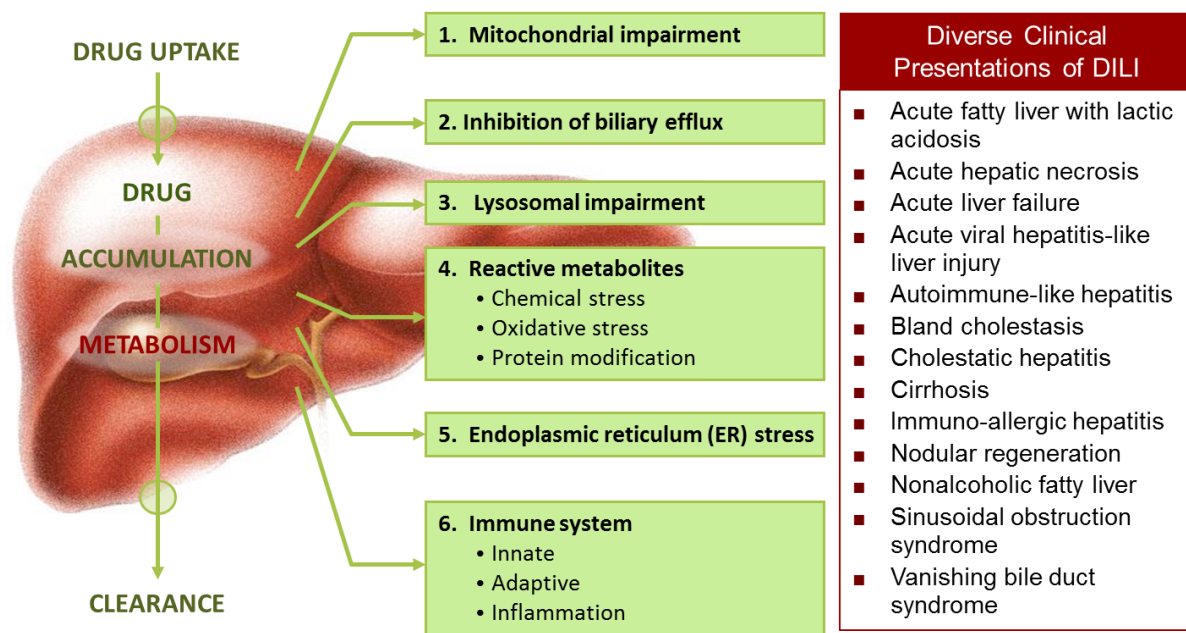 DRUG UPTAKE
DRUG
ACCUMULATION
METABOLISM
CLEARANCE
1. Mitochondrial impairment
2. Inhibition of biliary efflux
3. Lysosomal impairment
4. Reactive metabolites
• Chemical stress
• Oxidative stress
• Protein modification
5. Endoplasmic reticulum (ER) stress
6. Immune system
• Innate
• Adaptive
• Inflammation
Diverse Clinical
Presentations of DILI
■ Acute fatty liver with lactic
acidosis
■ Acute hepatic necrosis
■ Acute liver failure
■ Acute viral hepatitis-like
liver injury
■ Autoimmune-like hepatitis
■ Bland cholestasis
■ Cholestatic hepatitis
■ Cirrhosis
■ Immuno-allergic hepatitis
■ Nodular regeneration
■ Nonalcoholic fatty liver
■ Sinusoidal obstruction
syndrome
■ Vanishing bile duct
syndrome